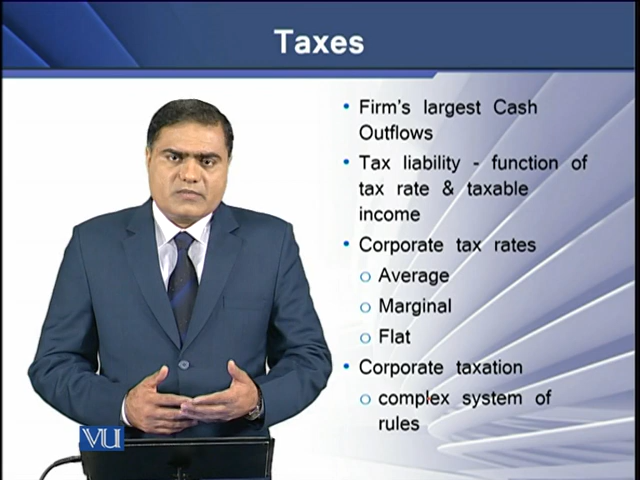 Taxes
• Firm's largest Cash
Outflows
• Tax liability - function of
tax rate & taxable
income
• Corporate tax rates
o Average
o Marginal
o Flat
• Corporate taxation
o complex system of
rules
VU